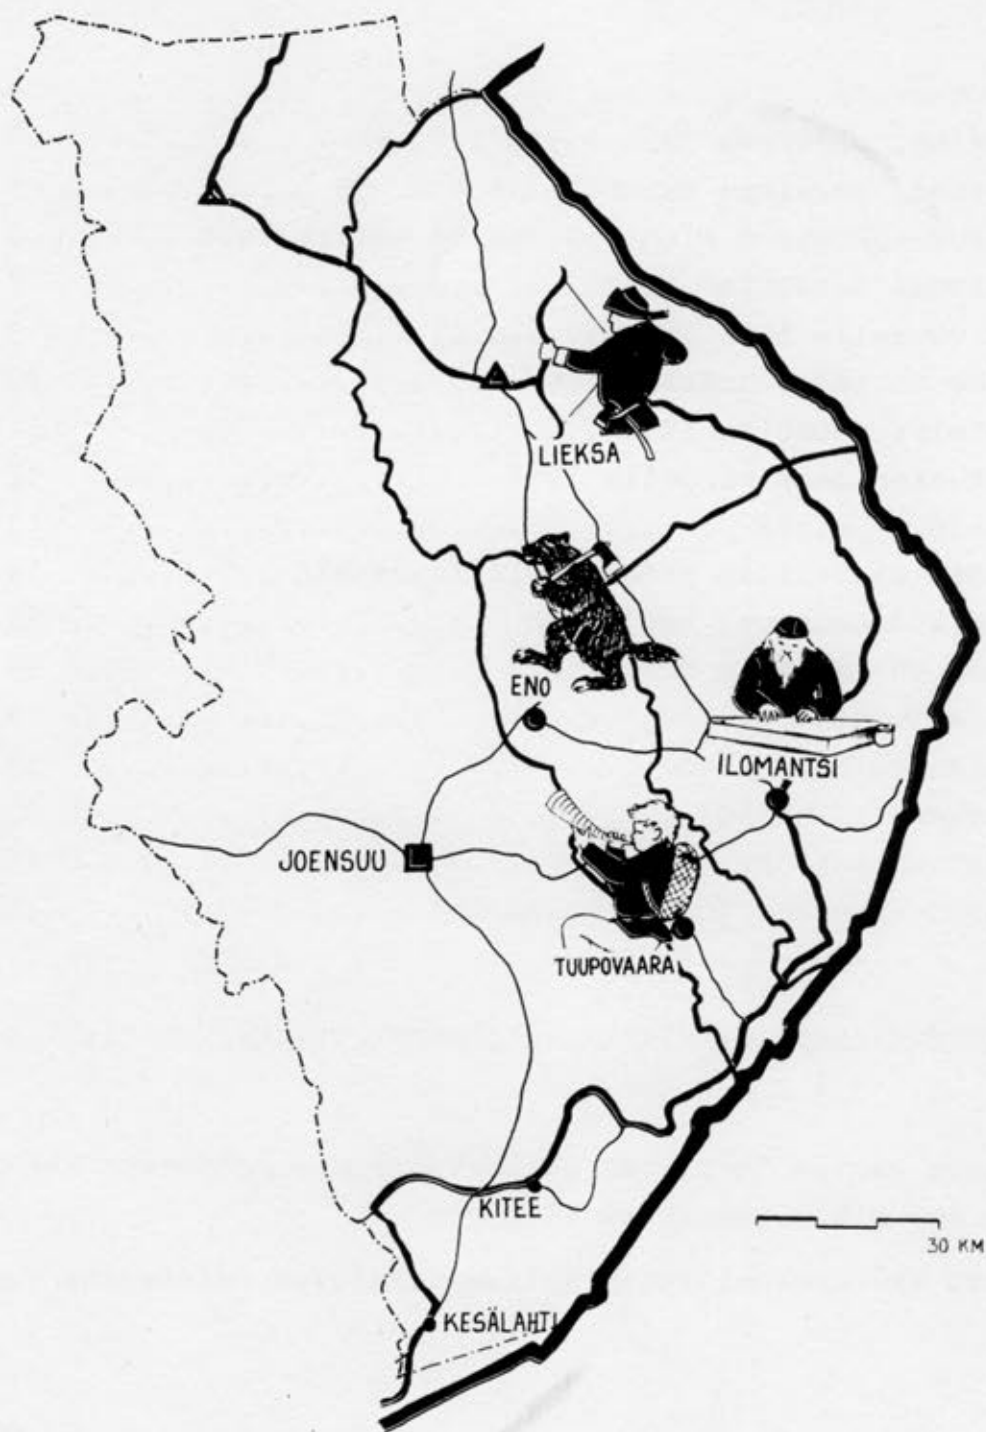 LIEKSA
ENO
ILOMANTSI
JOENSUU
TUUPOVAARA
KITEE
30 KM
KESÄLAHTI